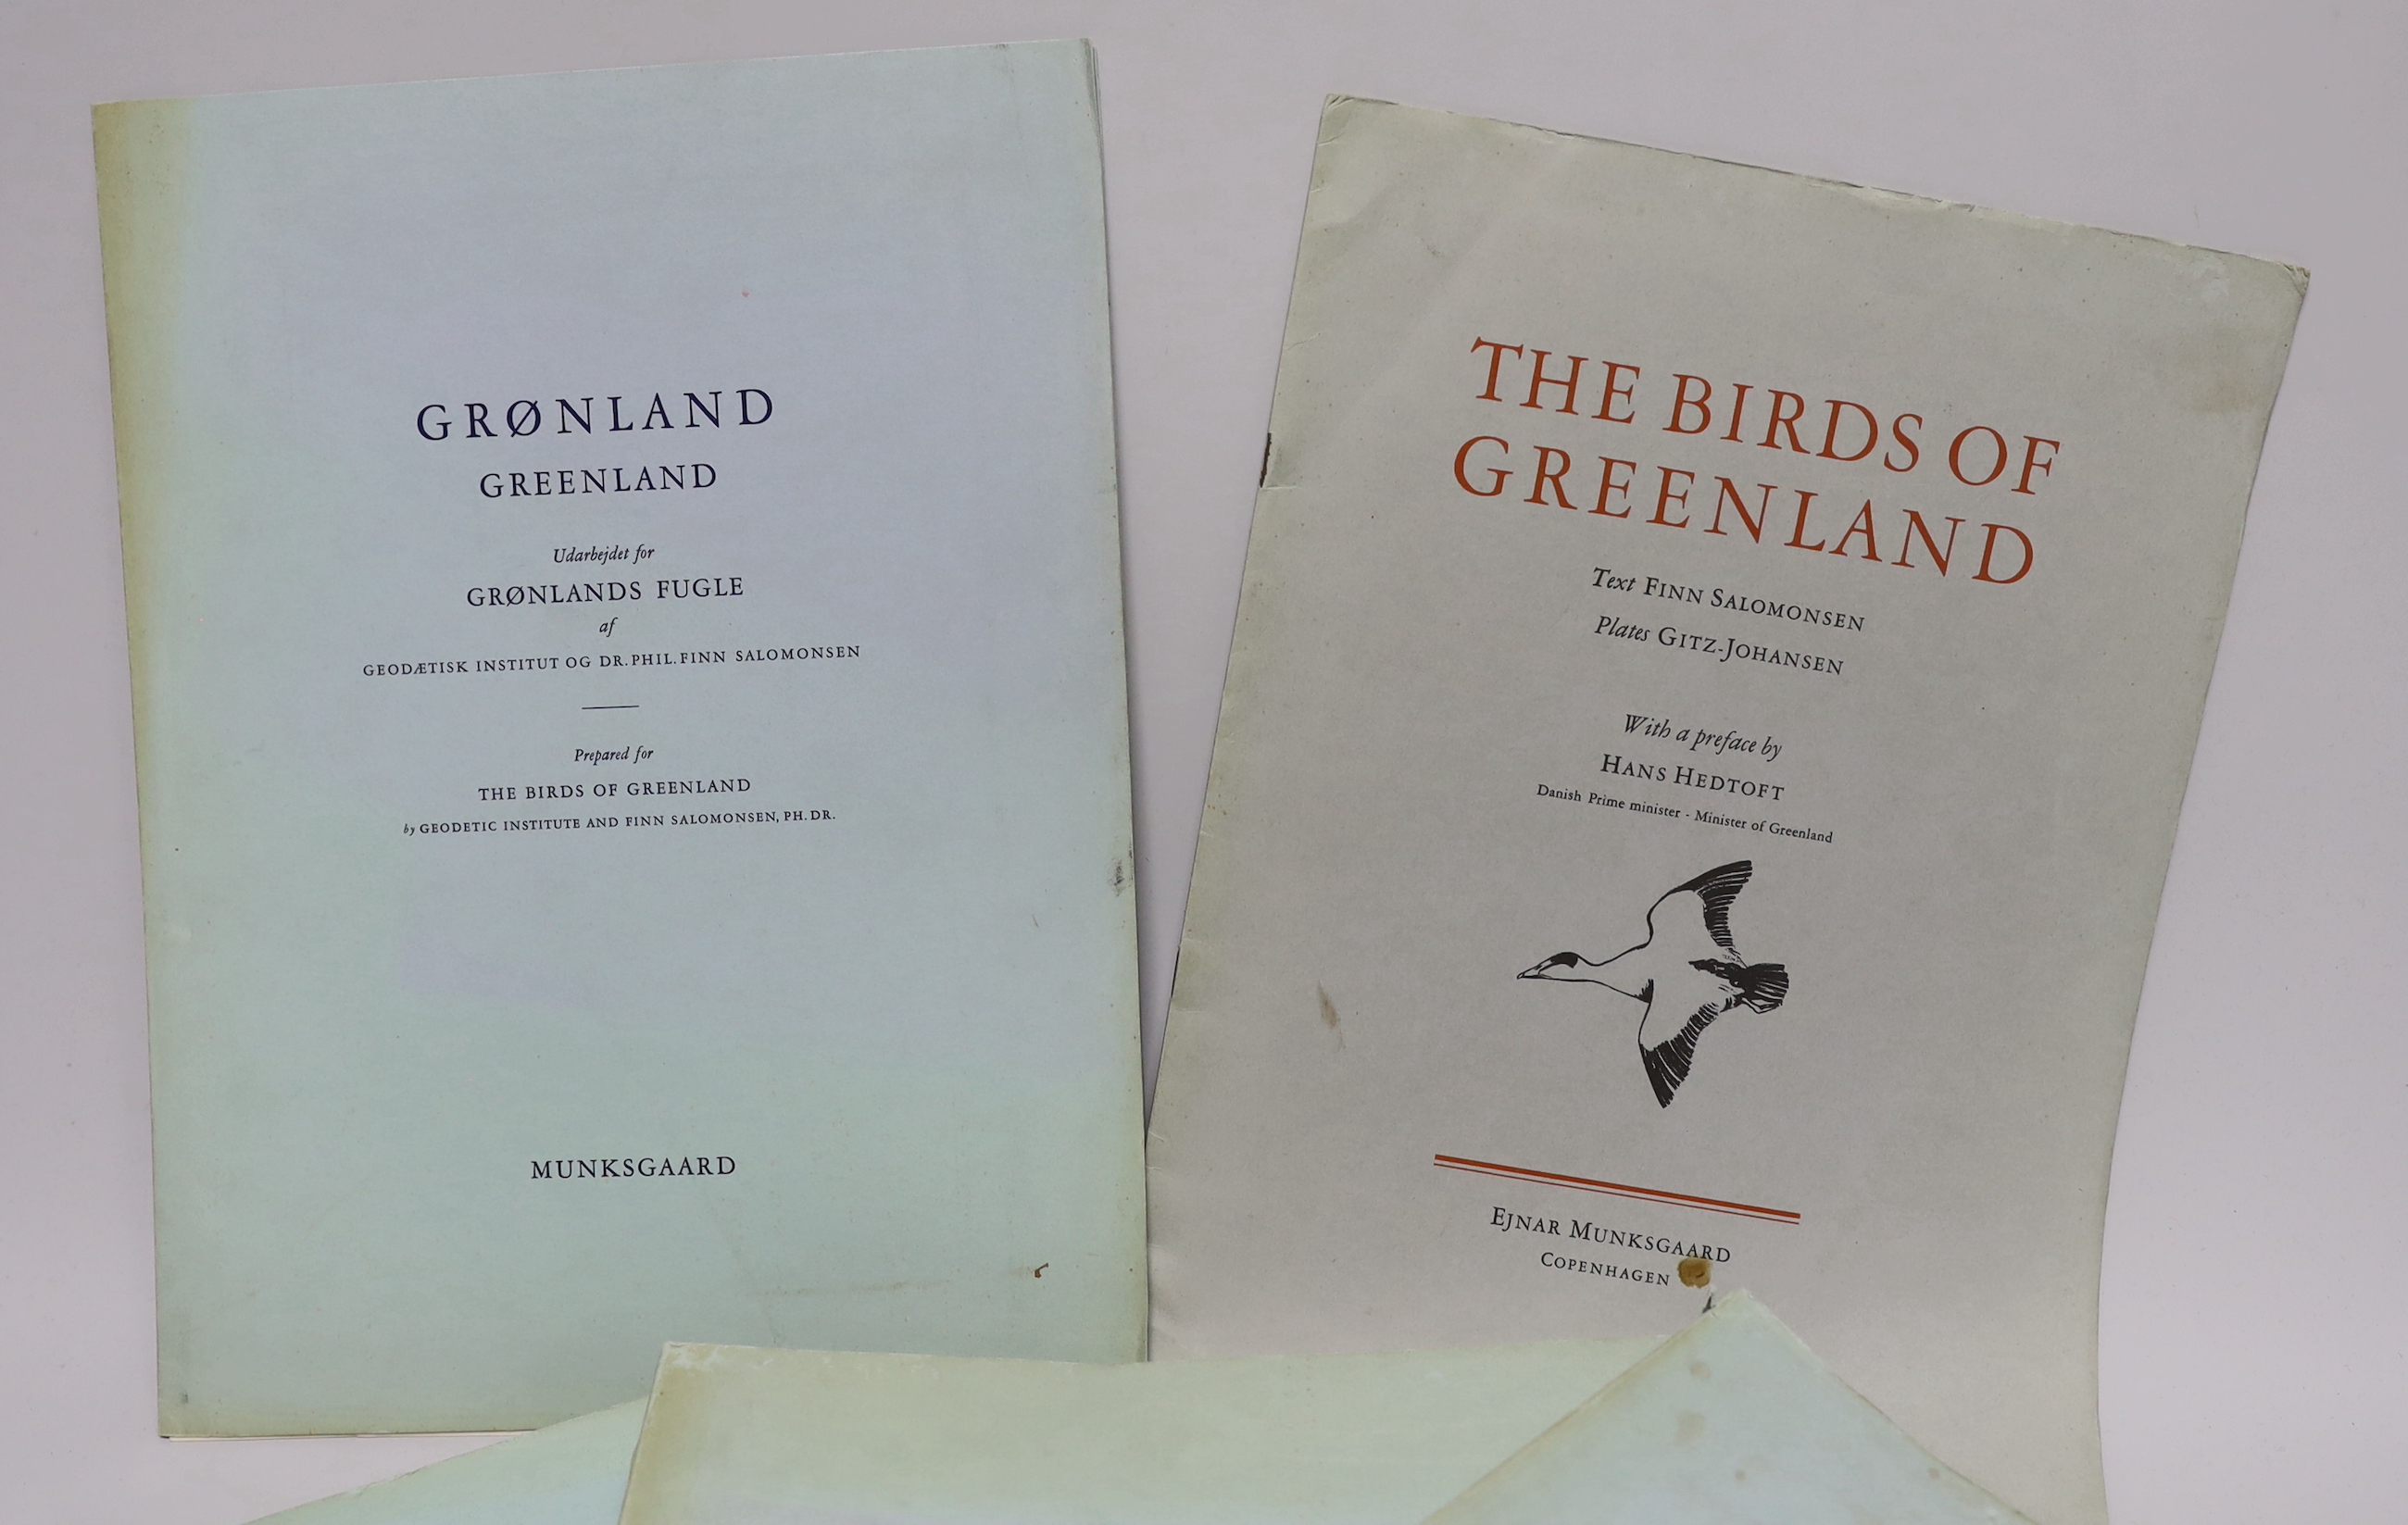 GRØNLAND
GREENLAND
Udarbejdet for
GRØNLANDS FUGLE
af
GEODÆTISK INSTITUT OG DR. PHIL. FINN SALOMONSEN
Prepared for
THE BIRDS OF GREENLAND
by GEODETIC INSTITUTE AND FINN SALOMONSEN, PH. DR.
MUNKSGAARD
THE BIRDS OF
GREENLAND
Text FINN SALOMONSEN
Plates GITZ-JOHANSEN
With a preface by
HANS HEDTOFT
Danish Prime minister - Minister of Greenland
EJNAR MUNKSGAARD
COPENHAGEN